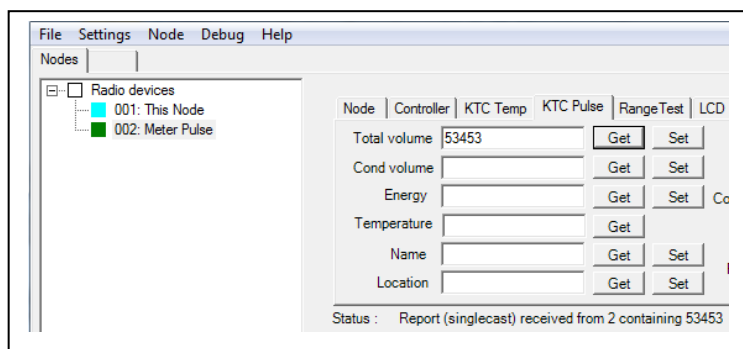 File Settings Node Debug Help
Nodes
Radio devices
001: This Node
002: Meter Pulse
Node Controller KTC Temp KTC Pulse RangeTest LCD
Total volume 53453 Get Set
Cond volume Get Set
Energy Get Set Co
Temperature Get
Name Get Set
Location Get Set
Status : Report (singlecast) received from 2 containing 53453